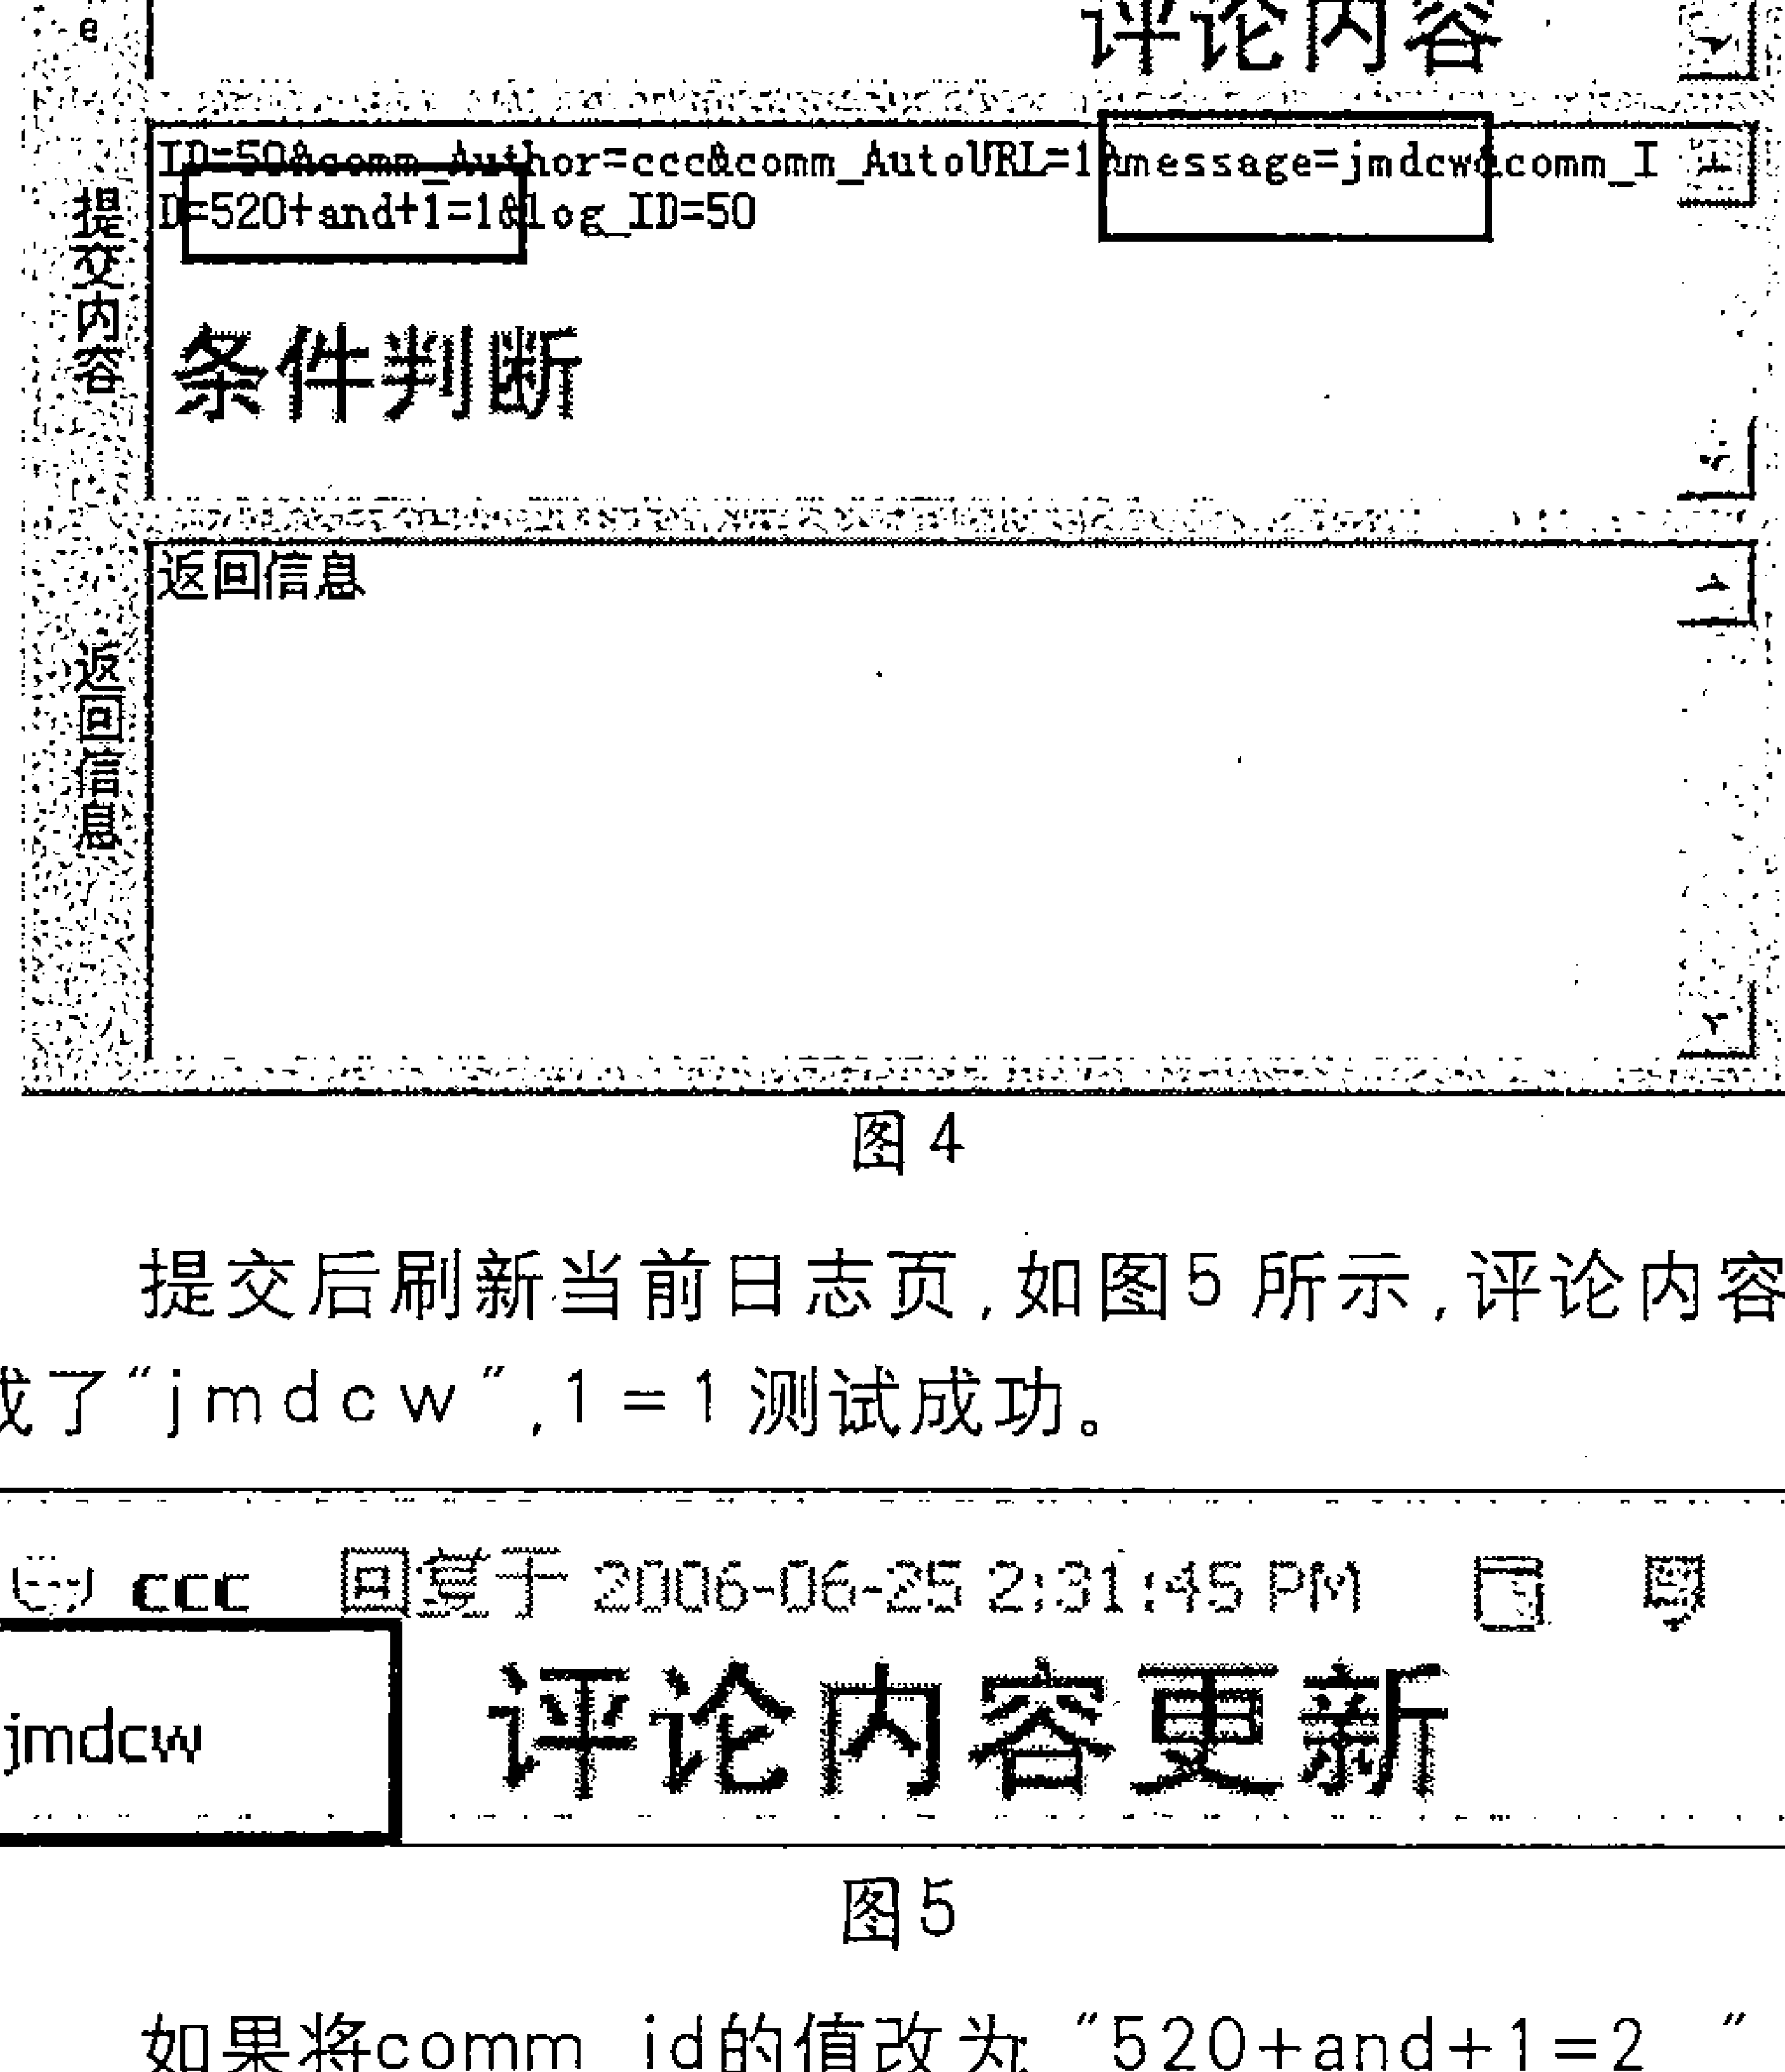 e
评论内容
ID=50&comm_Author=ccc&comm_AutoURL=1&message=jmdcw&comm_I
D=520+and+1=1&log_ID=50
提交内容
条件判断
返回信息
返回信息
图4
提交后刷新当前日志页,如图5所示,评论内容
成了“jmdcw”,1=1测试成功。
ccc 回复于 2006-06-25 2:31:45 PM
jmdcw
评论内容更新
图5
如果将comm id的值改为 "520+and+1=2 "